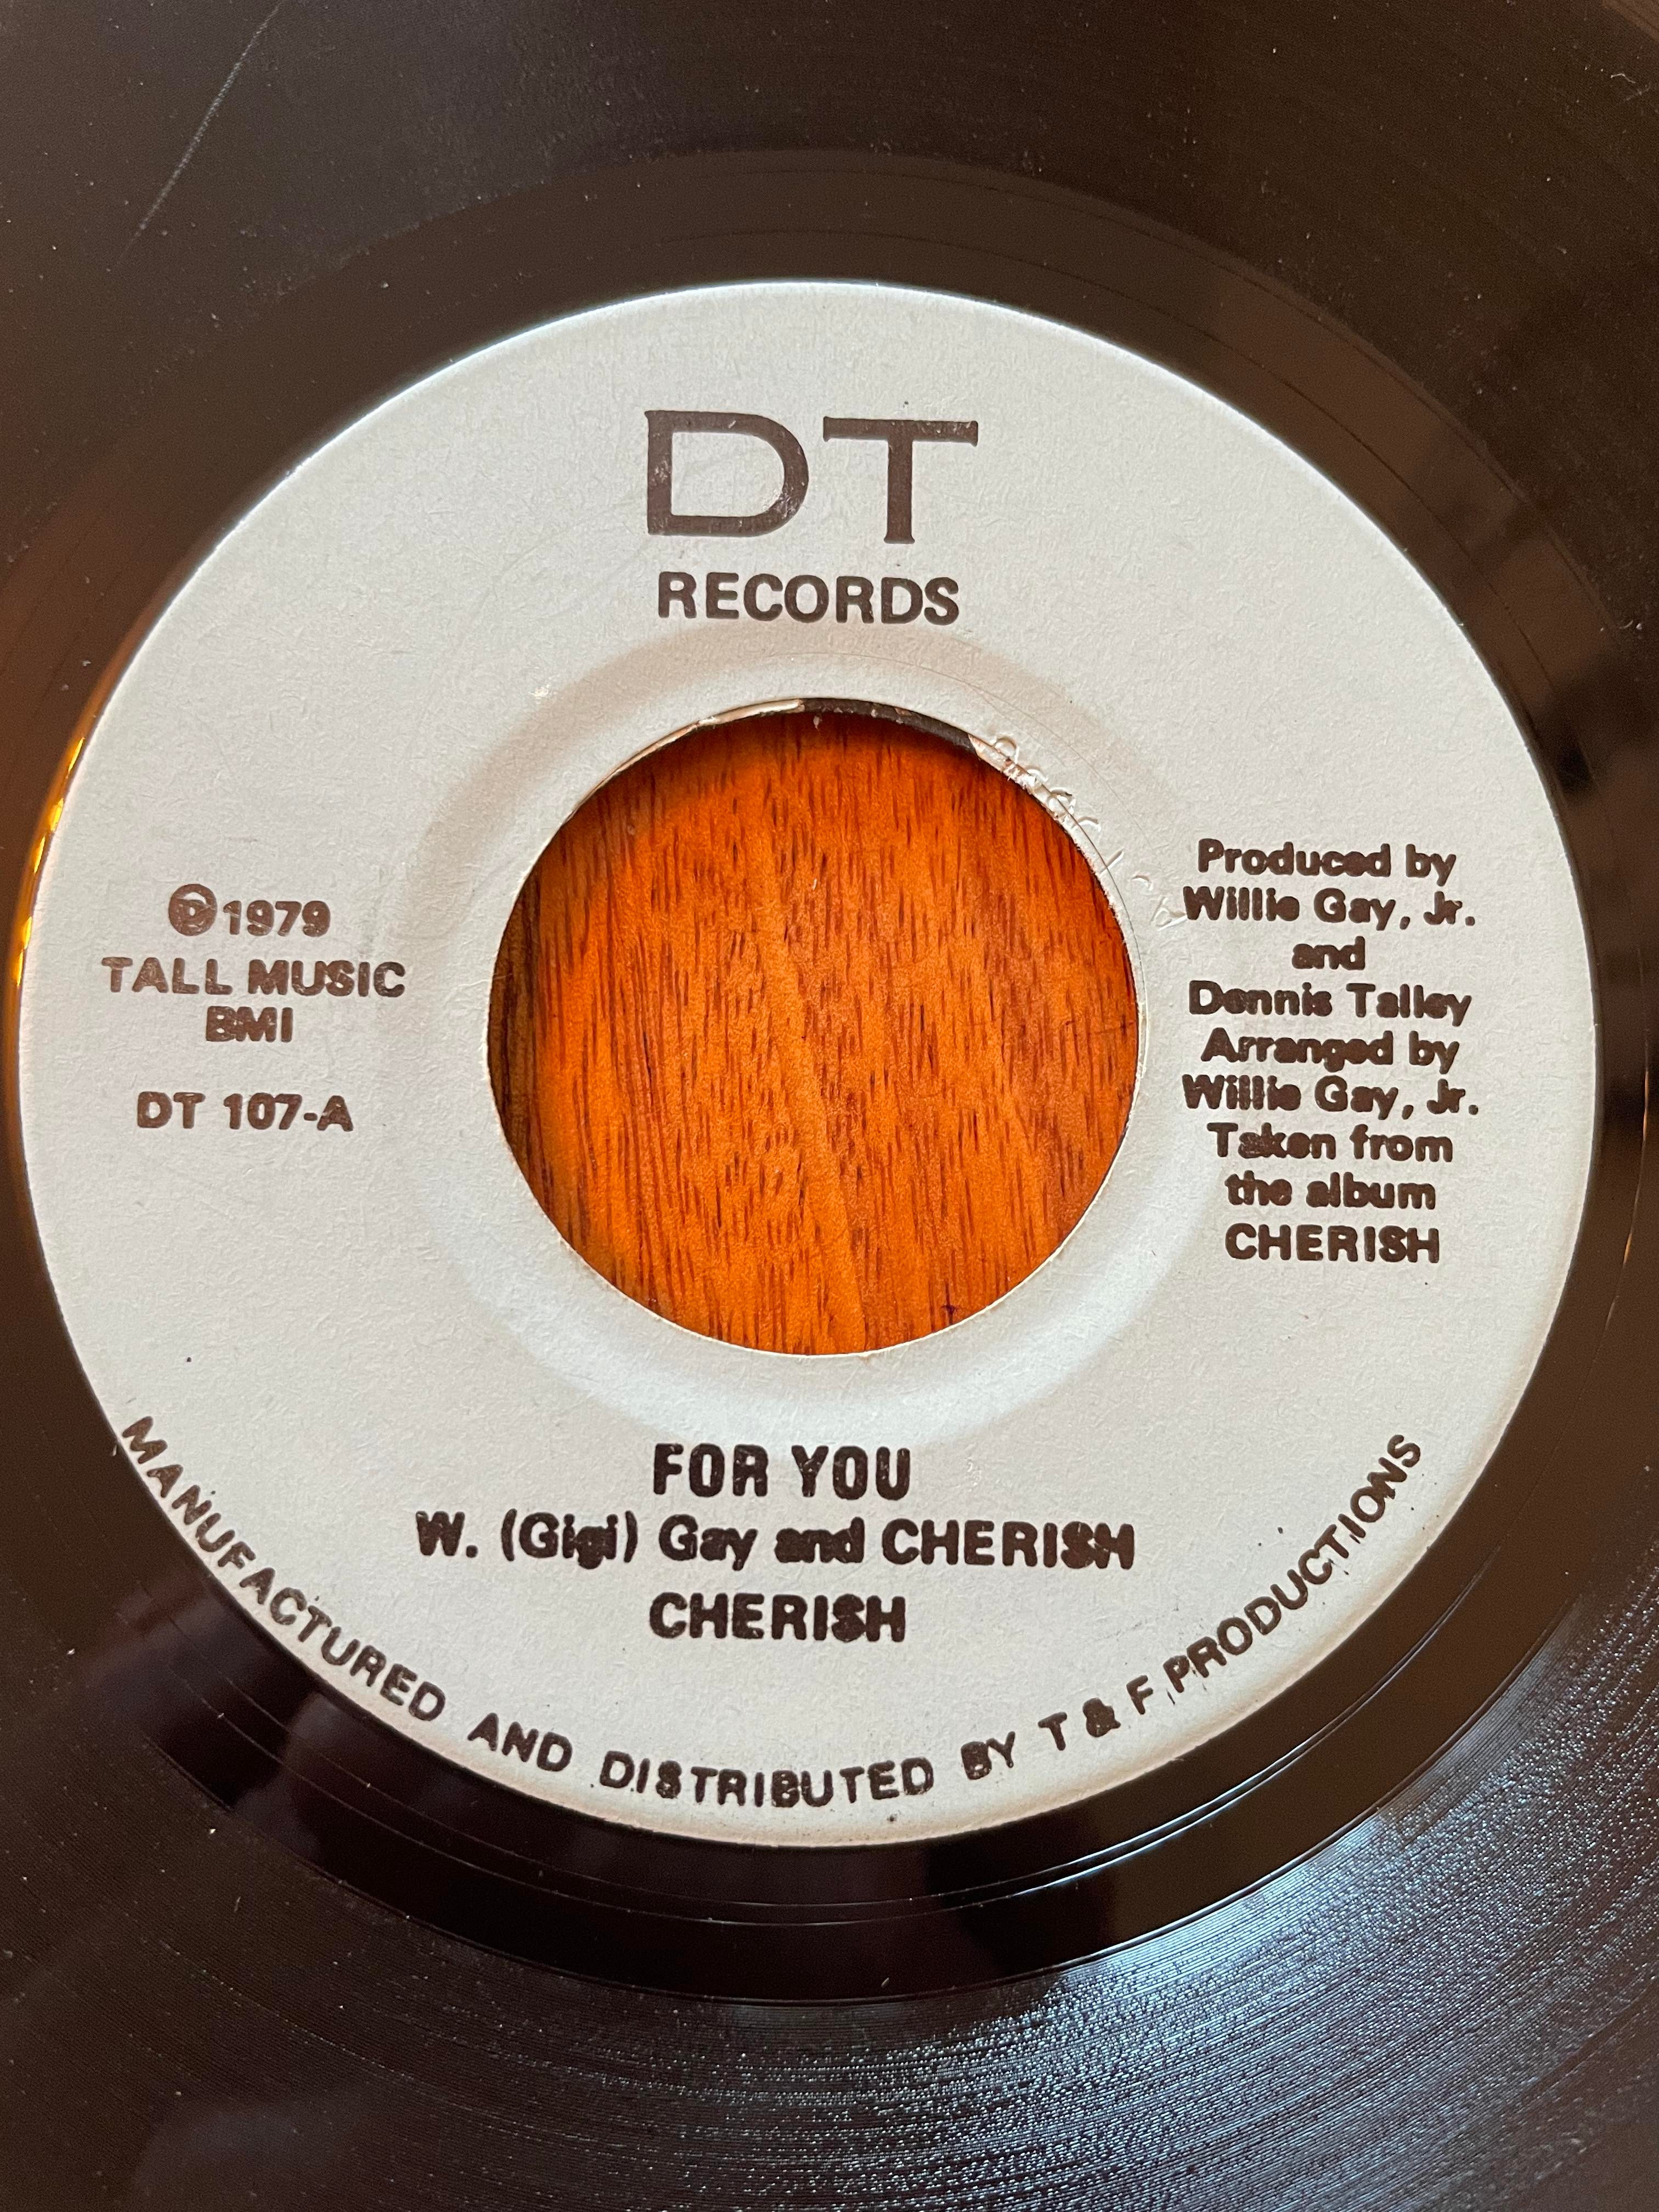 DT
RECORDS
Ⓟ1979
TALL MUSIC
BMI
DT 107-A
Produced by
Willie Gay, Jr.
and
Dennis Talley
Arranged by
Willie Gay, Jr.
Taken from
the album
CHERISH
FOR YOU
W. (Gigi) Gay and CHERISH
CHERISH
MANUFACTURED AND DISTRIBUTED BY T & F PRODUCTIONS